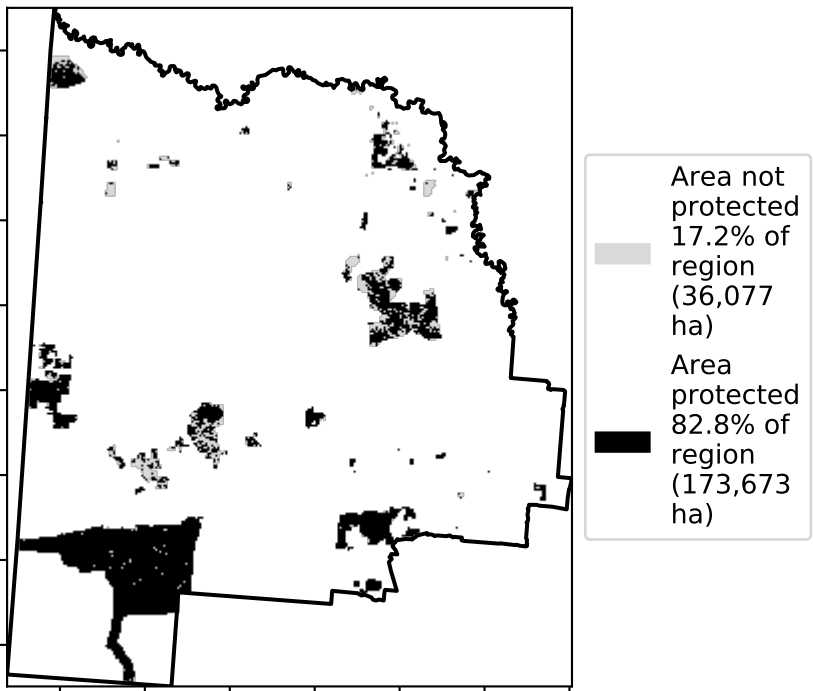 Area not
protected
17.2% of
region
(36,077
ha)
Area
protected
82.8% of
region
(173,673
ha)